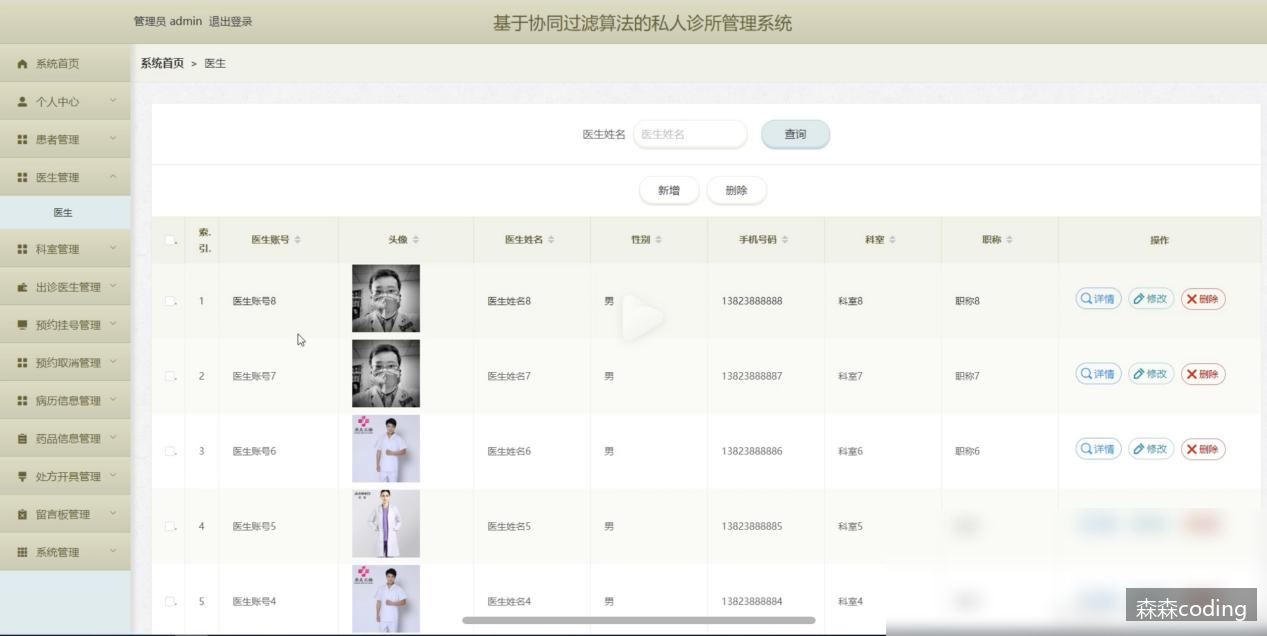 管理员 admin 退出登录
基于协同过滤算法的私人诊所管理系统
系统首页
个人中心
患者管理
医生管理
医生
科室管理
出诊医生管理
预约挂号管理
预约取消管理
病历信息管理
药品信息管理
处方开具管理
留言板管理
系统管理
系统首页 > 医生
医生姓名 医生姓名 查询
新增 删除
索引. 医生账号 头像 医生姓名 性别 手机号码 科室 职称 操作
1 医生账号8 医生姓名8 男 13823888888 科室8 职称8 详情 修改 删除
2 医生账号7 医生姓名7 男 13823888887 科室7 职称7 详情 修改 删除
3 医生账号6 医生姓名6 男 13823888886 科室6 职称6 详情 修改 删除
4 医生账号5 医生姓名5 男 13823888885 科室5
5 医生账号4 医生姓名4 男 13823888884 科室4
森森coding